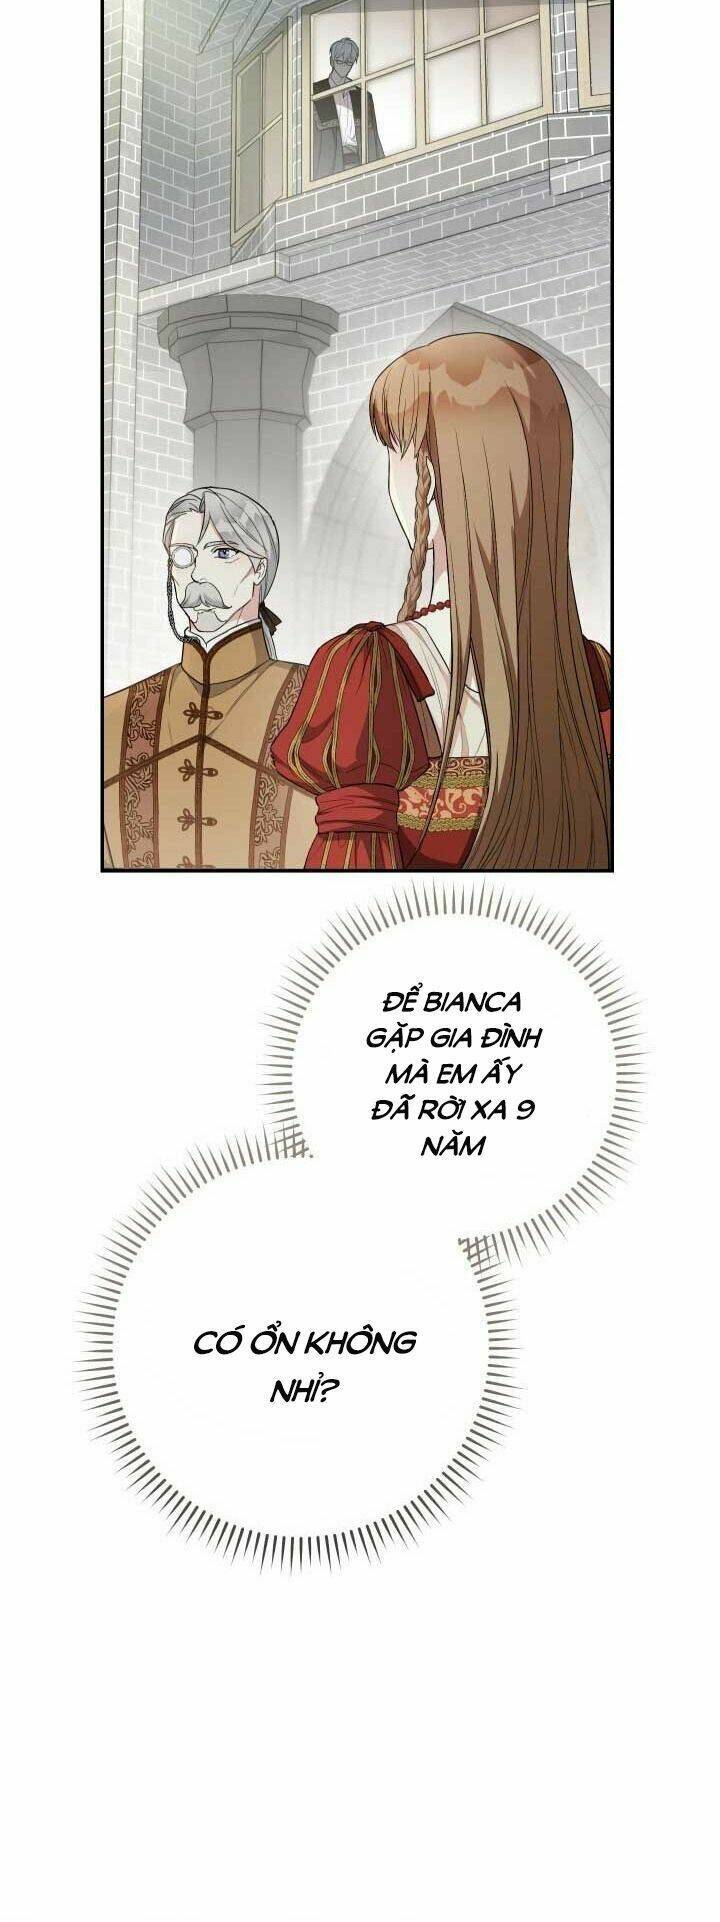 ĐỂ BIANCA
GẶP GIA ĐÌNH
MÀ EM ẤY
ĐÃ RỜI XA 9
NĂM
CÓ ỔN KHÔNG
NHỈ?